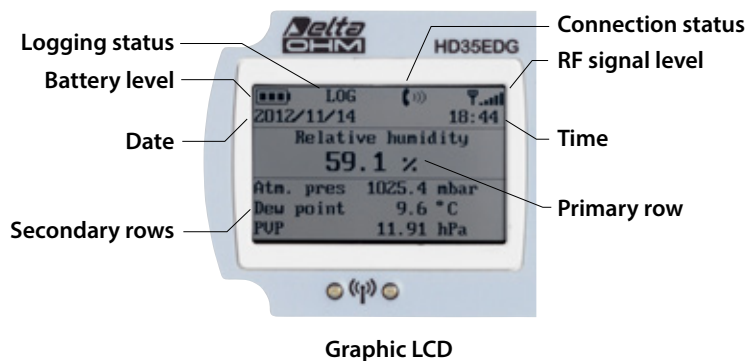 Delta
OHM
HD35EDG
Logging status
Connection status
RF signal level
Battery level
LOG
2012/11/14 18:44
Date
Time
Relative humidity
59.1 %
Primary row
Atm. pres 1025.4 mbar
Dew point 9.6 °C
Secondary rows
PVP 11.91 hPa
Graphic LCD